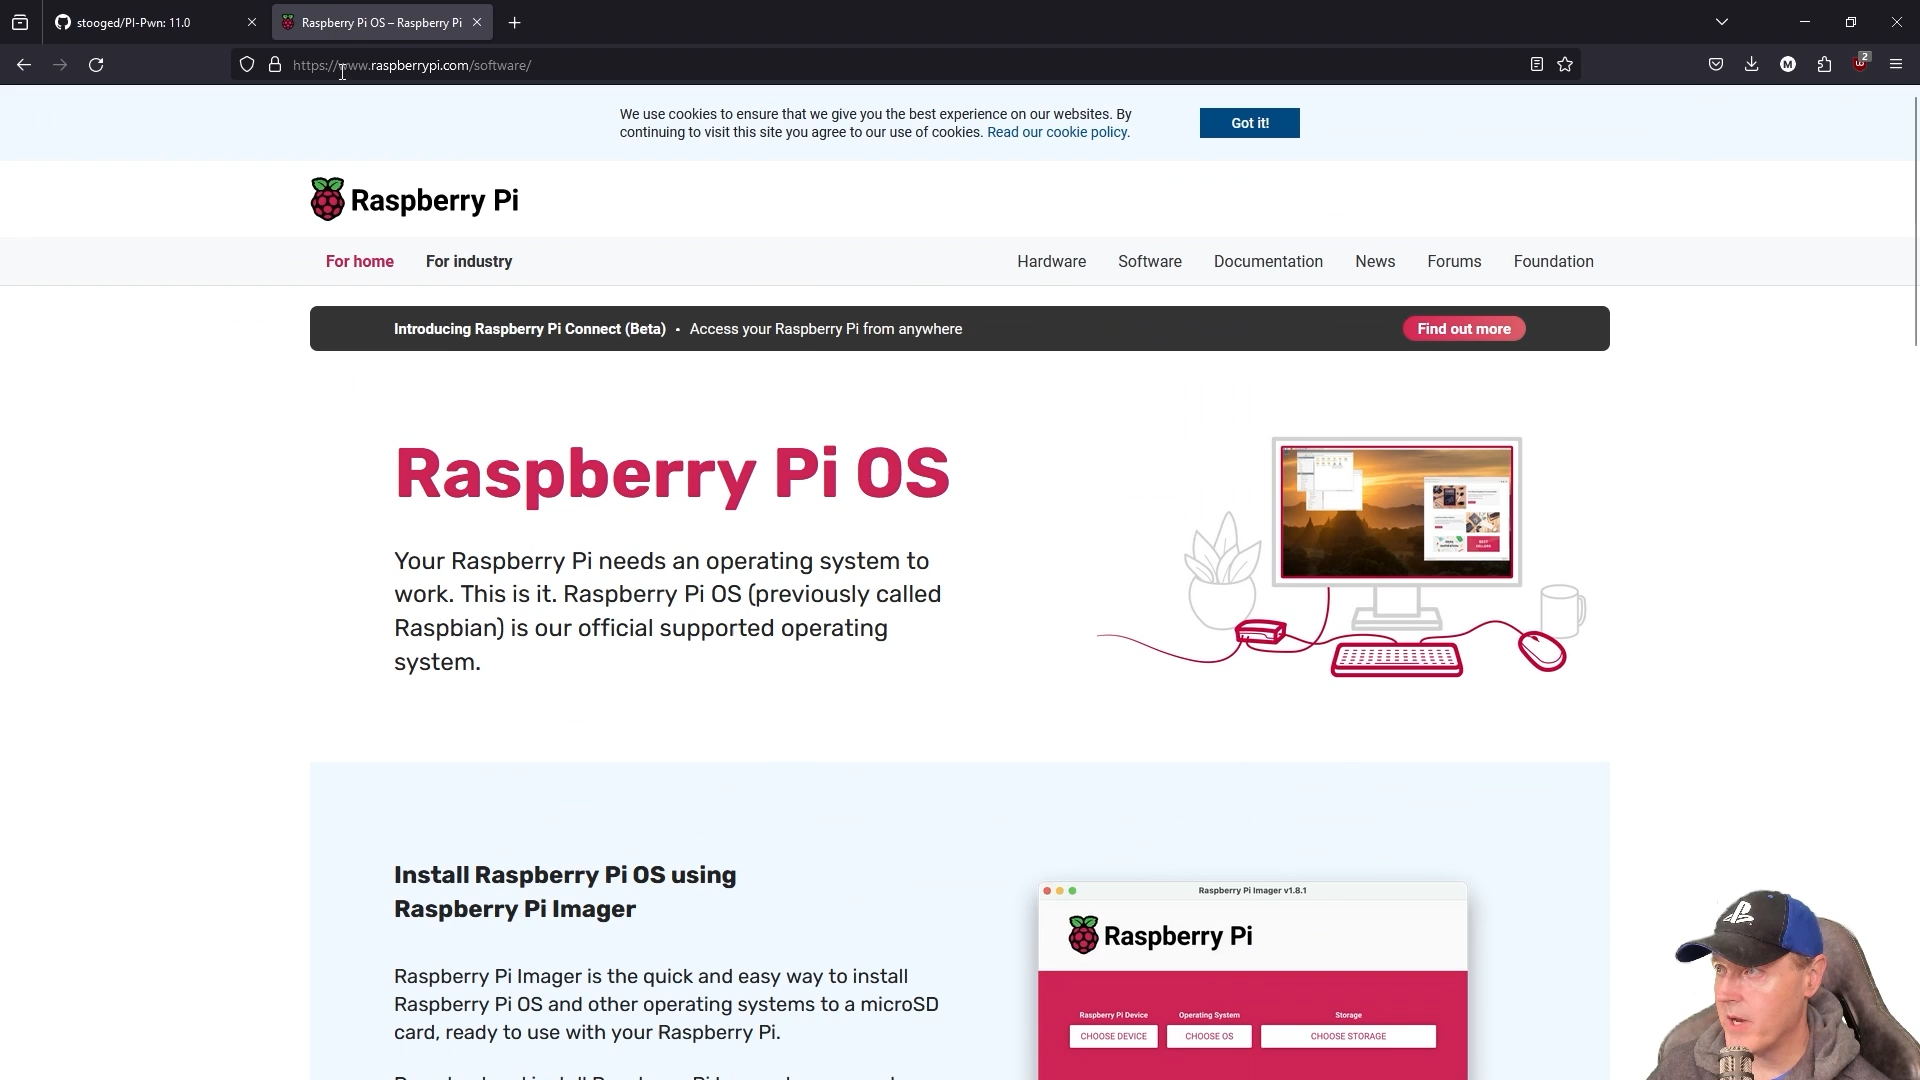 stooged/PI-Pwn: 11.0
Raspberry Pi OS – Raspberry Pi
https://www.raspberrypi.com/software/
M
2
We use cookies to ensure that we give you the best experience on our websites. By
continuing to visit this site you agree to our use of cookies. Read our cookie policy.
Got it!
Raspberry Pi
For home
For industry
Hardware
Software
Documentation
News
Forums
Foundation
Introducing Raspberry Pi Connect (Beta) • Access your Raspberry Pi from anywhere
Find out more
Raspberry Pi OS
Your Raspberry Pi needs an operating system to
work. This is it. Raspberry Pi OS (previously called
Raspbian) is our official supported operating
system.
Install Raspberry Pi OS using
Raspberry Pi Imager
Raspberry Pi Imager is the quick and easy way to install
Raspberry Pi OS and other operating systems to a microSD
card, ready to use with your Raspberry Pi.
Raspberry Pi Imager v1.8.1
Raspberry Pi
Raspberry Pi Device
Operating System
Storage
CHOOSE DEVICE
CHOOSE OS
CHOOSE STORAGE